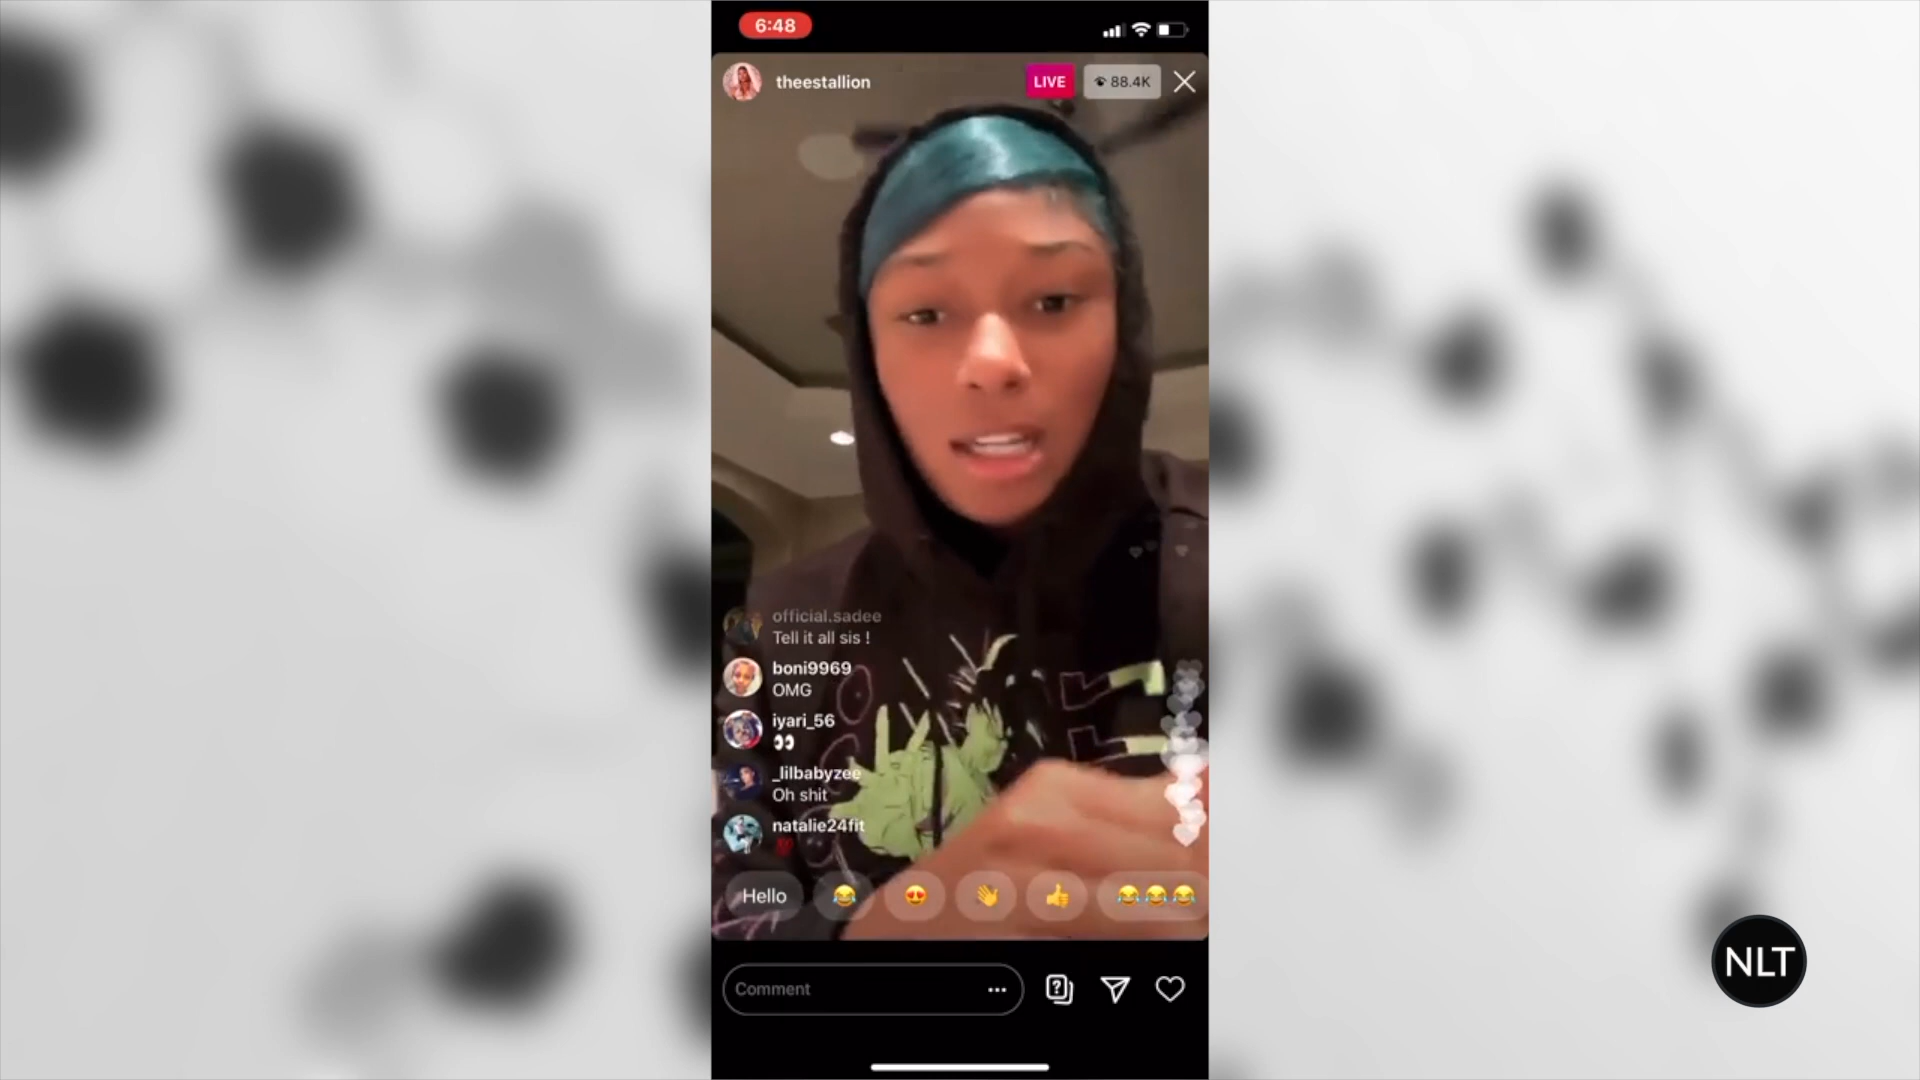 6:48
theestallion
LIVE
88.4K
official.sadee
Tell it all sis !
boni9969
OMG
iyari_56
_lilbabyzee
Oh shit
natalie24fit
Hello
Comment
NLT